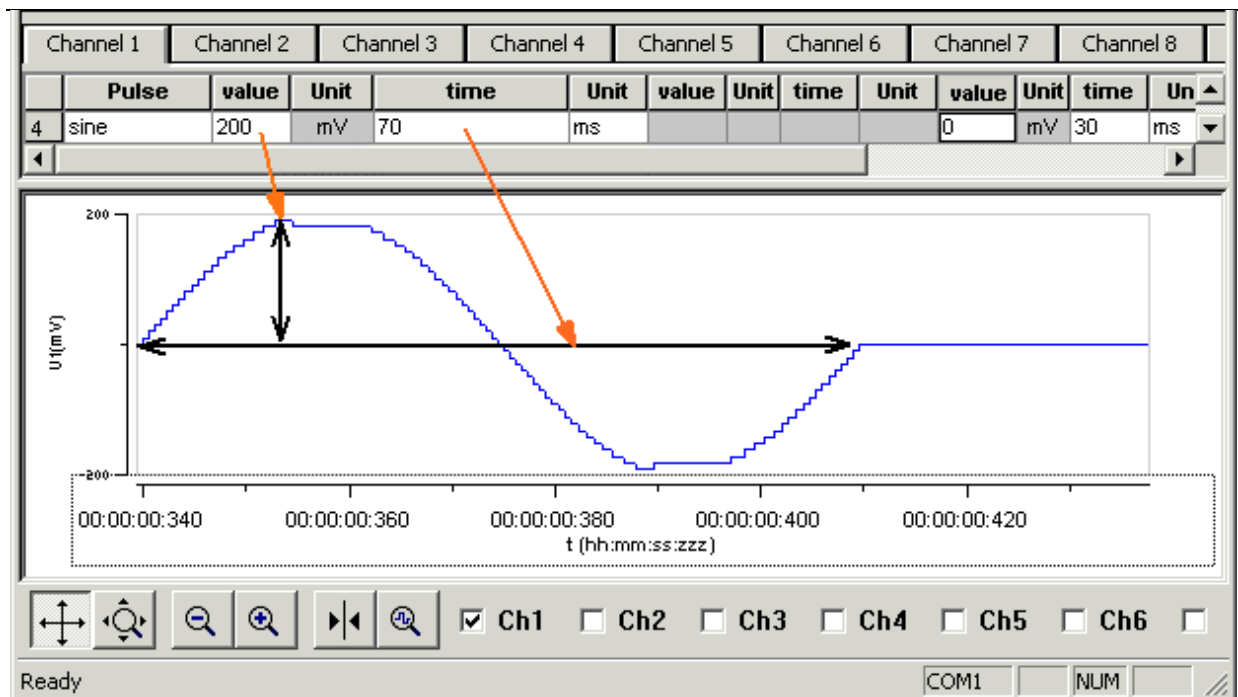 Channel 1 Channel 2 Channel 3 Channel 4 Channel 5 Channel 6 Channel 7 Channel 8
Pulse value Unit time Unit value Unit time Unit value Unit time Un
4 sine 200 mV 70 ms 0 mV 30 ms
200
U1(mV)
-200
00:00:00:340 00:00:00:360 00:00:00:380 00:00:00:400 00:00:00:420
t (hh:mm:ss:zzz)
Ch1 Ch2 Ch3 Ch4 Ch5 Ch6
Ready COM1 NUM